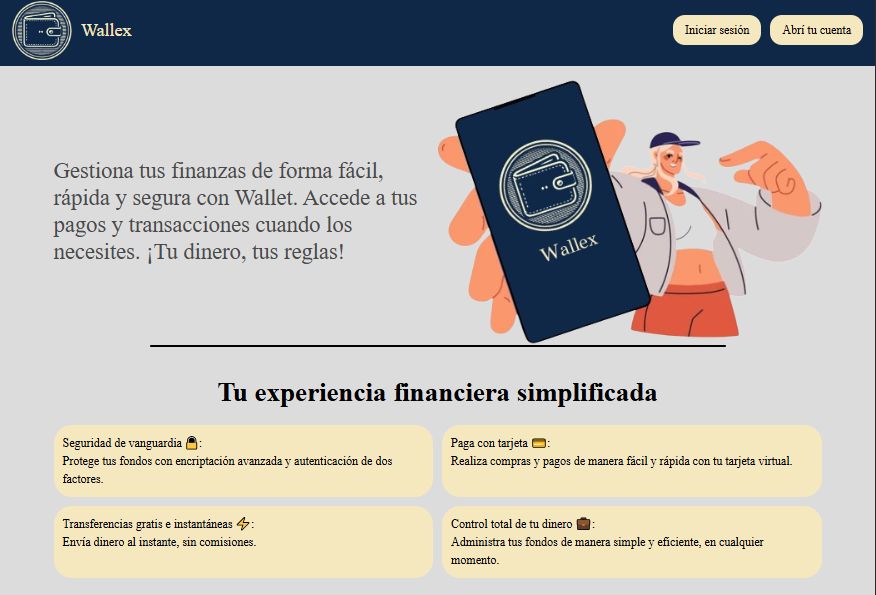 Wallex
Iniciar sesión
Abrí tu cuenta
Gestiona tus finanzas de forma fácil,
rápida y segura con Wallet. Accede a tus
pagos y transacciones cuando los
necesites. ¡Tu dinero, tus reglas!
Wallex
Tu experiencia financiera simplificada
Seguridad de vanguardia 🔒:
Protege tus fondos con encriptación avanzada y autenticación de dos
factores.
Paga con tarjeta 💳:
Realiza compras y pagos de manera fácil y rápida con tu tarjeta virtual.
Transferencias gratis e instantáneas ⚡:
Envía dinero al instante, sin comisiones.
Control total de tu dinero 💼:
Administra tus fondos de manera simple y eficiente, en cualquier
momento.